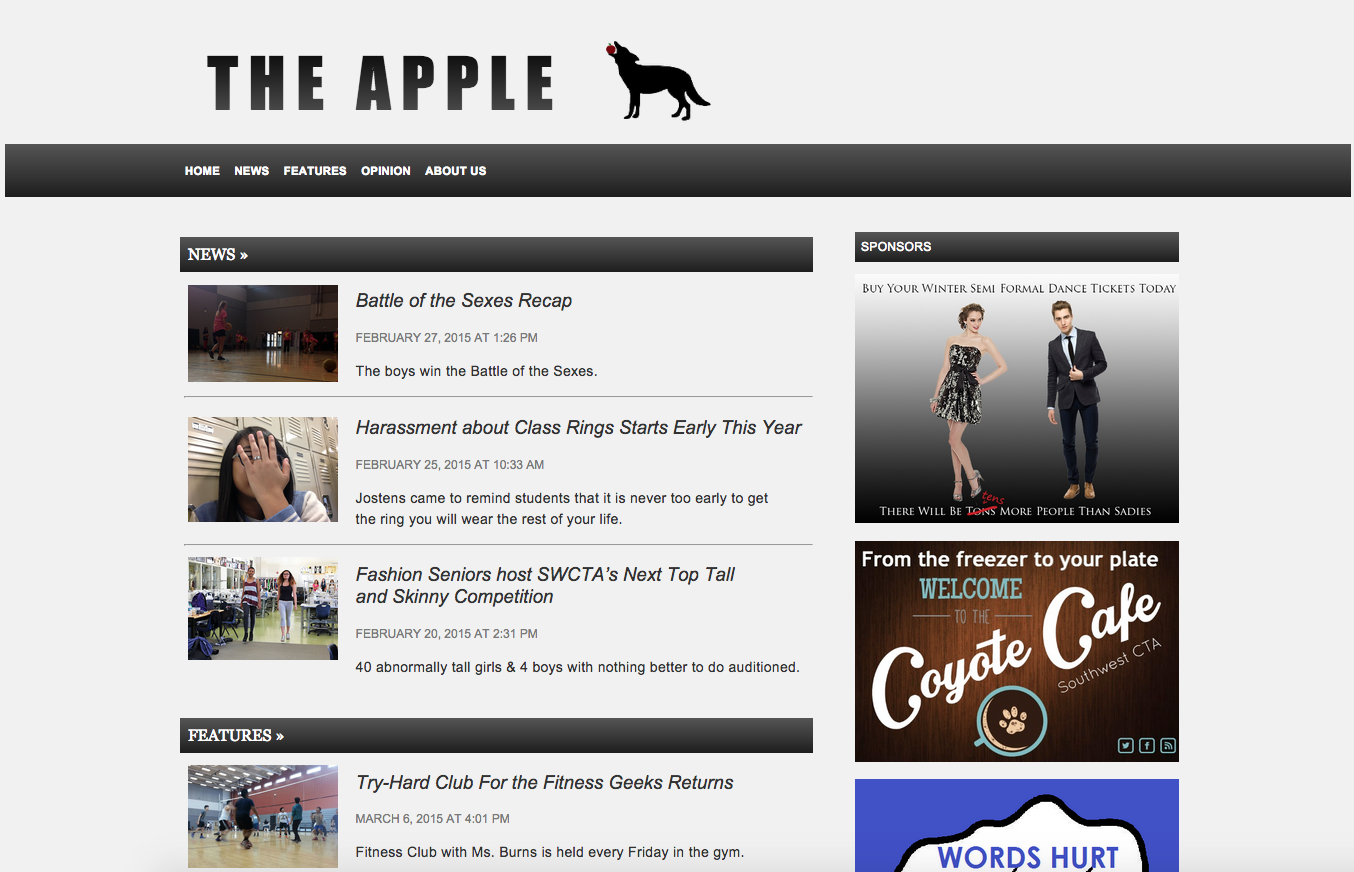 THE APPLE
HOME NEWS FEATURES OPINION ABOUT US
NEWS »
Battle of the Sexes Recap
FEBRUARY 27, 2015 AT 1:26 PM
The boys win the Battle of the Sexes.
Harassment about Class Rings Starts Early This Year
FEBRUARY 25, 2015 AT 10:33 AM
Jostens came to remind students that it is never too early to get
the ring you will wear the rest of your life.
Fashion Seniors host SWCTA’s Next Top Tall
and Skinny Competition
FEBRUARY 20, 2015 AT 2:31 PM
40 abnormally tall girls & 4 boys with nothing better to do auditioned.
FEATURES »
Try-Hard Club For the Fitness Geeks Returns
MARCH 6, 2015 AT 4:01 PM
Fitness Club with Ms. Burns is held every Friday in the gym.
SPONSORS
Buy Your Winter Semi Formal Dance Tickets Today
tens
There Will Be Tons More People Than Sadies
From the freezer to your plate
WELCOME
TO THE
Coyote Cafe
Southwest CTA
WORDS HURT